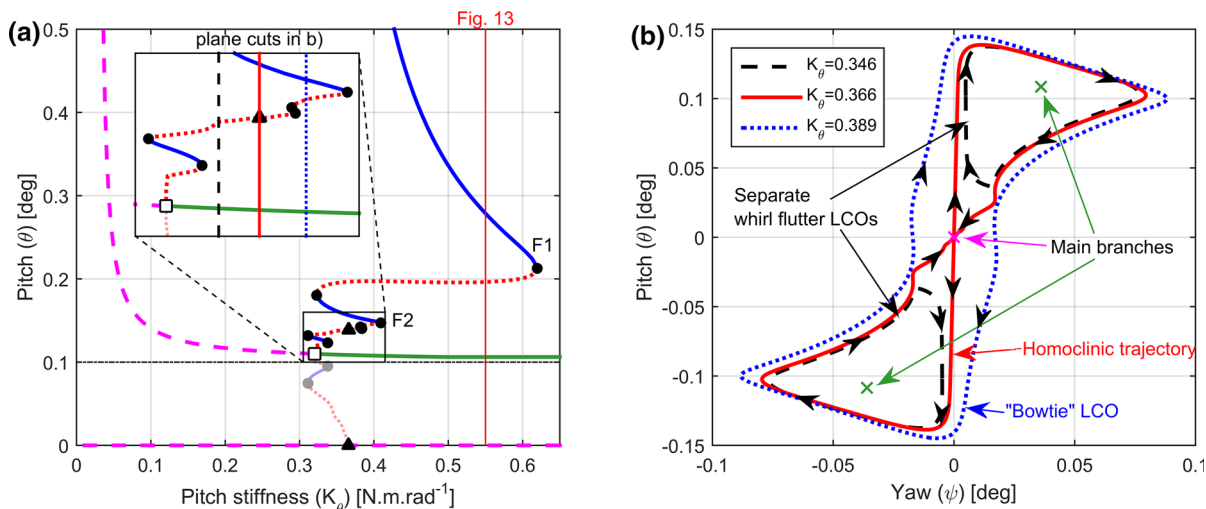 (a)
Fig. 13
0.5
0.4
0.3
0.2
0.1
0
plane cuts in b)
F1
F2
0 0.1 0.2 0.3 0.4 0.5 0.6
Pitch (θ) [deg]
Pitch stiffness (Kθ) [N.m.rad⁻¹]
(b)
0.15
0.1
0.05
0
-0.05
-0.1
-0.15
Kθ=0.346
Kθ=0.366
Kθ=0.389
Separate
whirl flutter LCOs
Main branches
Homoclinic trajectory
"Bowtie" LCO
-0.1 -0.05 0 0.05 0.1
Pitch (θ) [deg]
Yaw (ψ) [deg]